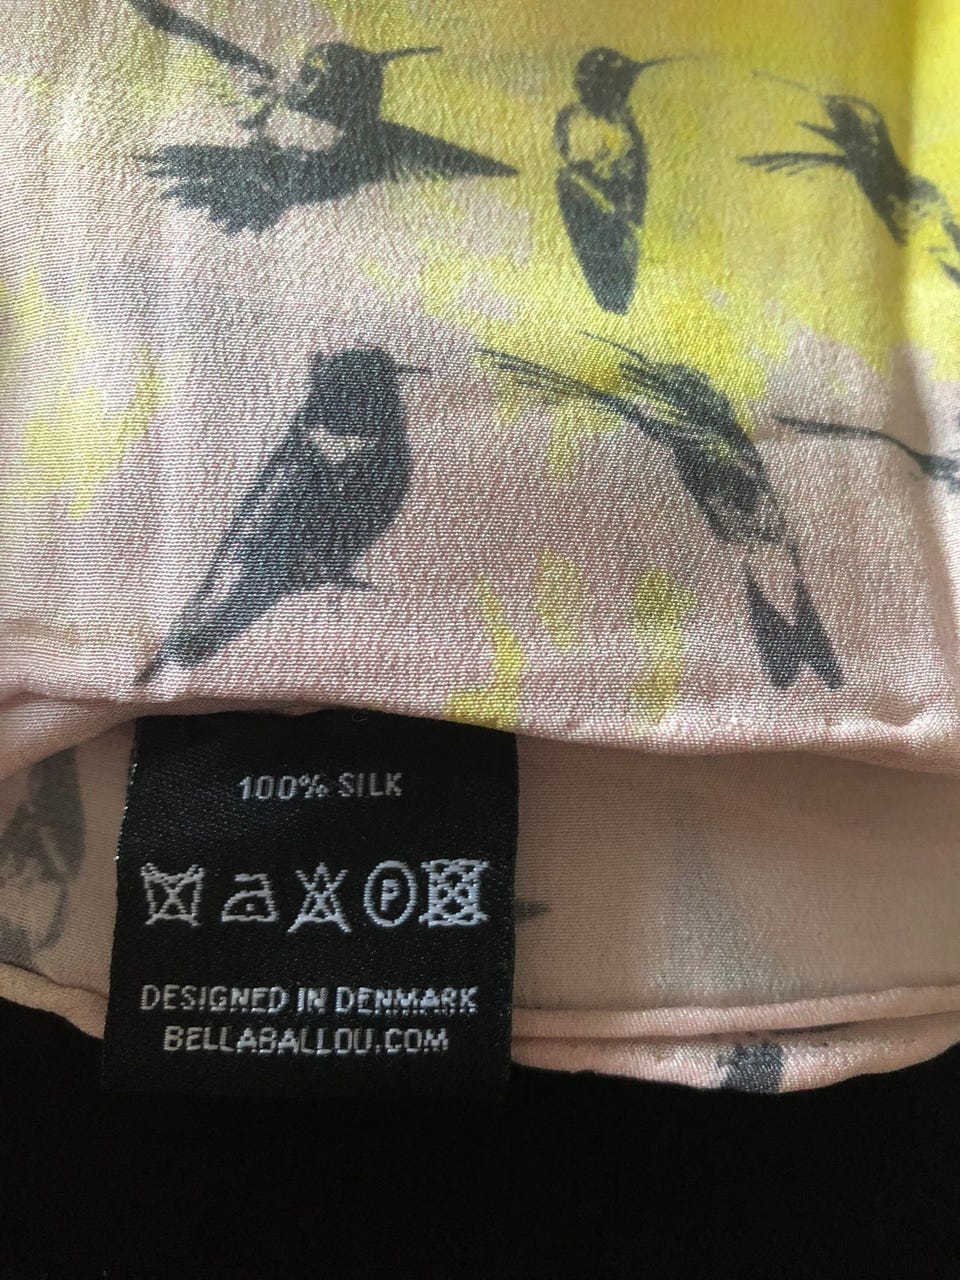 100% SILK
P
DESIGNED IN DENMARK
BELLABALLOU.COM